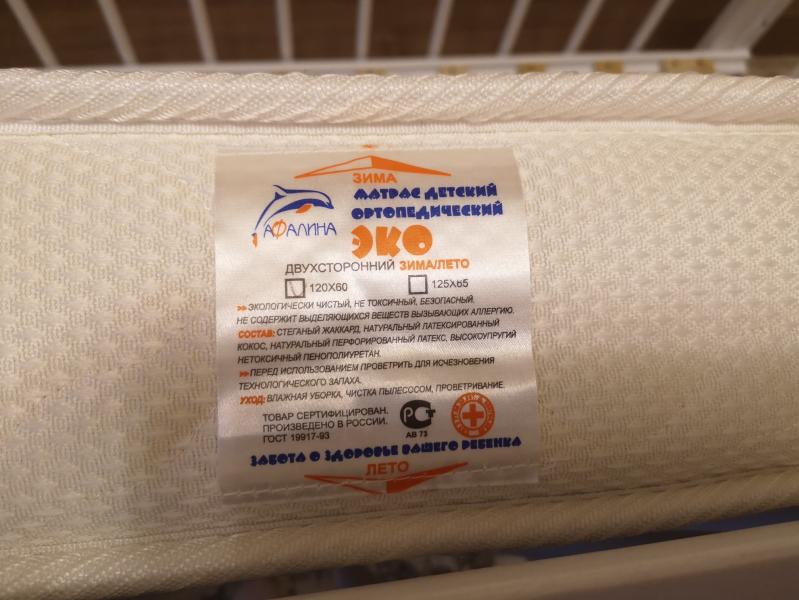 ЗИМА
АФАЛИНА
МАТРАС ДЕТСКИЙ
ОРТОПЕДИЧЕСКИЙ
ЭКО
ДВУХСТОРОННИЙ ЗИМА/ЛЕТО
120Х60 125Х65
ЭКОЛОГИЧЕСКИ ЧИСТЫЙ, НЕ ТОКСИЧНЫЙ, БЕЗОПАСНЫЙ.
НЕ СОДЕРЖИТ ВЫДЕЛЯЮЩИХСЯ ВЕЩЕСТВ ВЫЗЫВАЮЩИХ АЛЛЕРГИЮ.
СОСТАВ: СТЕГАНЫЙ ЖАККАРД, НАТУРАЛЬНЫЙ ЛАТЕКСИРОВАННЫЙ
КОКОС, НАТУРАЛЬНЫЙ ПЕРФОРИРОВАННЫЙ ЛАТЕКС, ВЫСОКОУПРУГИЙ
НЕТОКСИЧНЫЙ ПЕНОПОЛИУРЕТАН.
ПЕРЕД ИСПОЛЬЗОВАНИЕМ ПРОВЕТРИТЬ ДЛЯ ИСЧЕЗНОВЕНИЯ
ТЕХНОЛОГИЧЕСКОГО ЗАПАХА.
УХОД: ВЛАЖНАЯ УБОРКА, ЧИСТКА ПЫЛЕСОСОМ, ПРОВЕТРИВАНИЕ.
ТОВАР СЕРТИФИЦИРОВАН.
ПРОИЗВЕДЕНО В РОССИИ.
ГОСТ 19917-93
РСТ
АВ 73
ЗАБОТА О ЗДОРОВЬЕ ВАШЕГО РЕБЕНКА
ЛЕТО